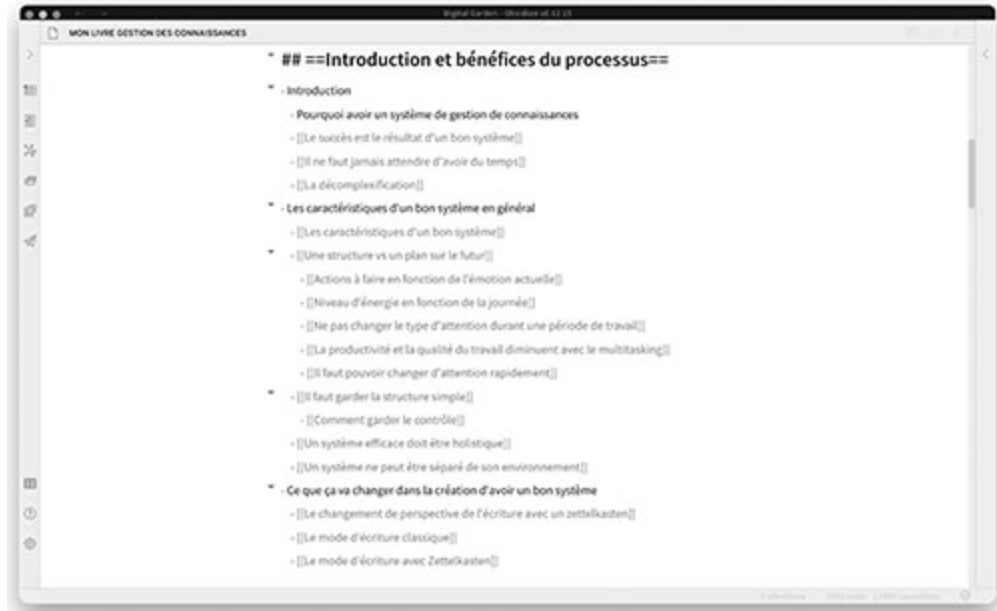 Digital Garden - Obsidian v0.12.15
MON LIVRE GESTION DES CONNAISSANCES
## ==Introduction et bénéfices du processus==
- Introduction
- Pourquoi avoir un système de gestion de connaissances
- [[Le succès est le résultat d'un bon système]]
- [[Il ne faut jamais attendre d'avoir du temps]]
- [[La décomplexification]]
- Les caractéristiques d'un bon système en général
- [[Les caractéristiques d'un bon système]]
- [[Une structure vs un plan sur le futur]]
- [[Actions à faire en fonction de l'émotion actuelle]]
- [[Niveau d'énergie en fonction de la journée]]
- [[Ne pas changer le type d'attention durant une période de travail]]
- [[La productivité et la qualité du travail diminuent avec le multitasking]]
- [[Il faut pouvoir changer d'attention rapidement]]
- [[Il faut garder la structure simple]]
- [[Comment garder le contrôle]]
- [[Un système efficace doit être holistique]]
- [[Un système ne peut être séparé de son environnement]]
- Ce que ça va changer dans la création d'avoir un bon système
- [[Le changement de perspective de l'écriture avec un zettelkasten]]
- [[Le mode d'écriture classique]]
- [[Le mode d'écriture avec Zettelkasten]]